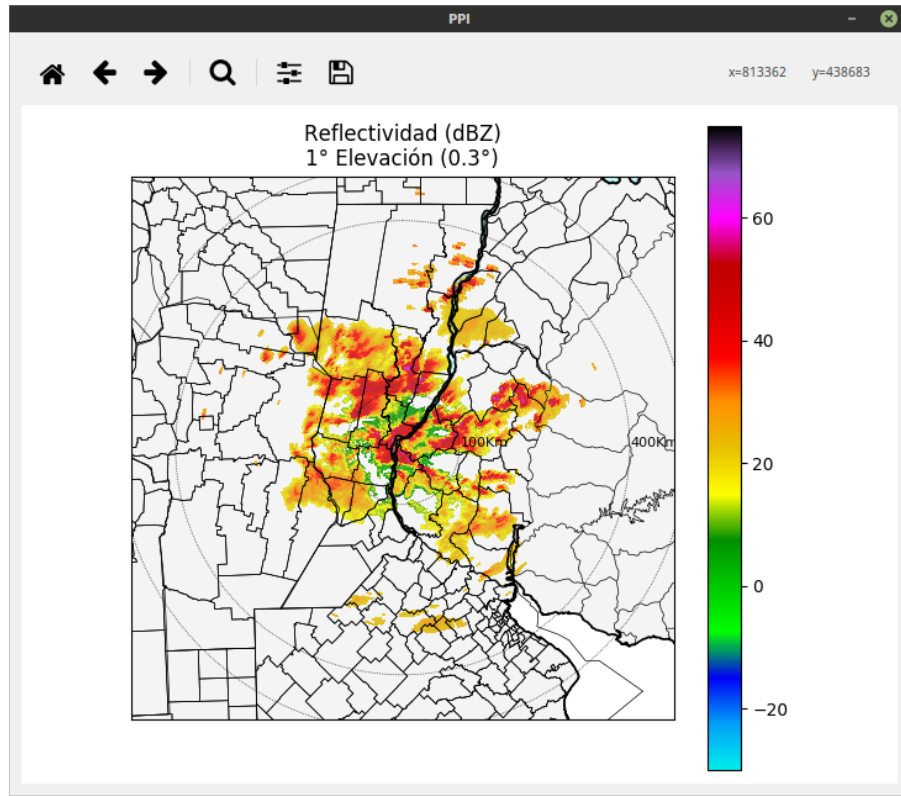 PPI
x=813362 y=438683
Reflectividad (dBZ)
1° Elevación (0.3°)
60
40
100Km
400Km
20
0
−20